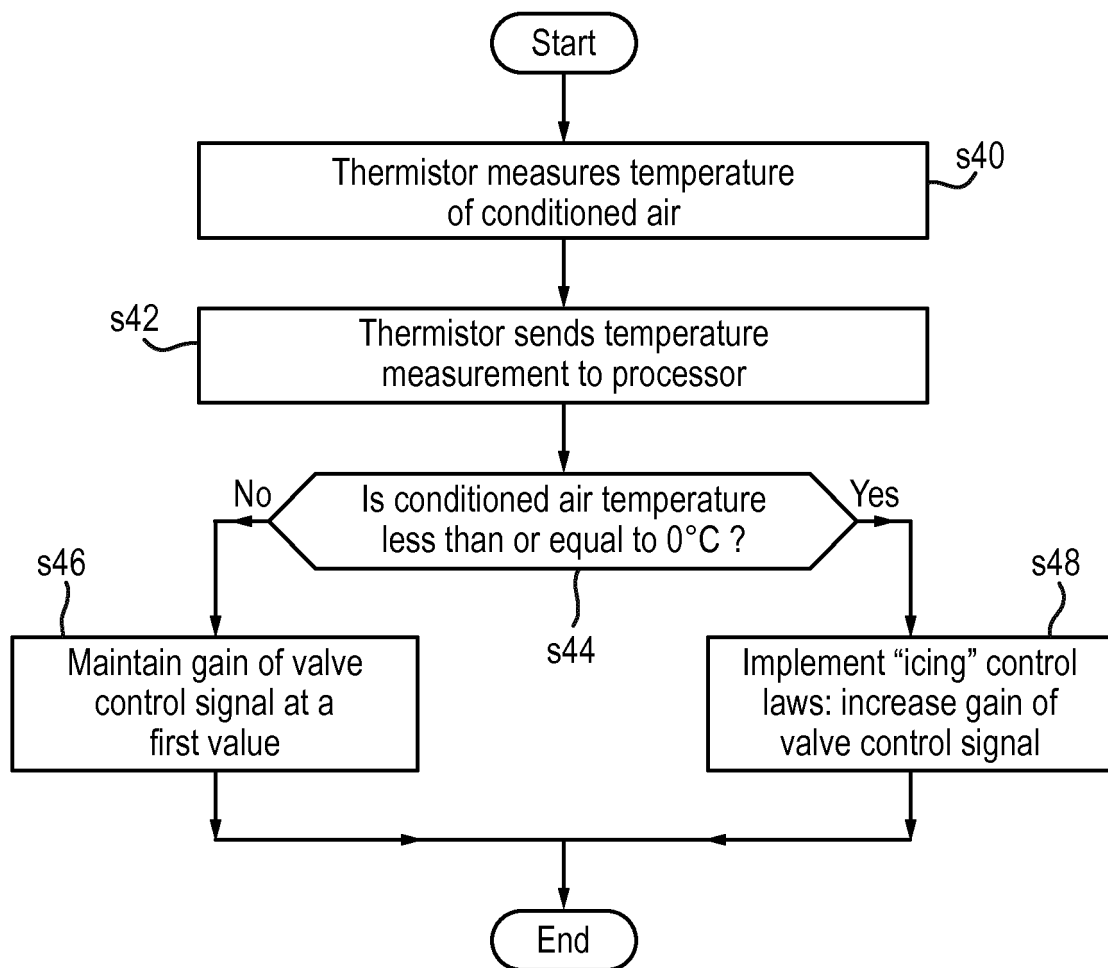 Start
Thermistor measures temperature
of conditioned air
s40
s42
Thermistor sends temperature
measurement to processor
No
Is conditioned air temperature
less than or equal to 0°C ?
Yes
s44
s46
Maintain gain of valve
control signal at a
first value
s48
Implement “icing” control
laws: increase gain of
valve control signal
End